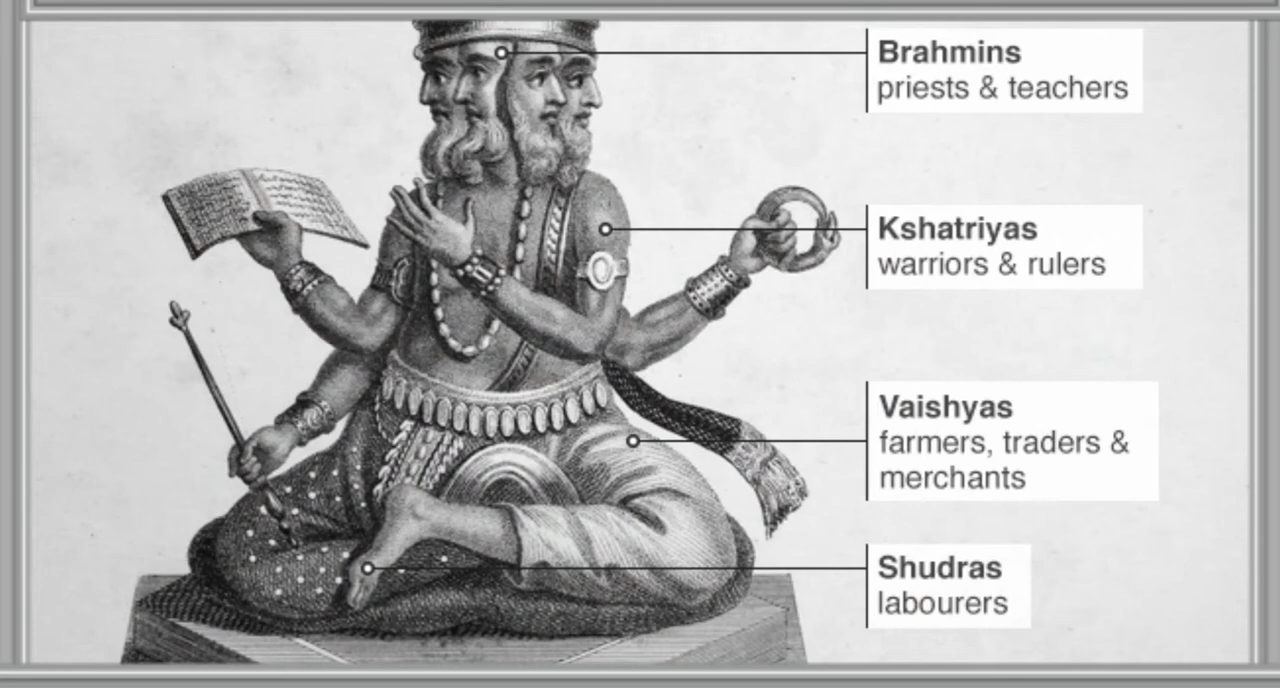 Brahmins
priests & teachers
Kshatriyas
warriors & rulers
Vaishyas
farmers, traders &
merchants
Shudras
labourers